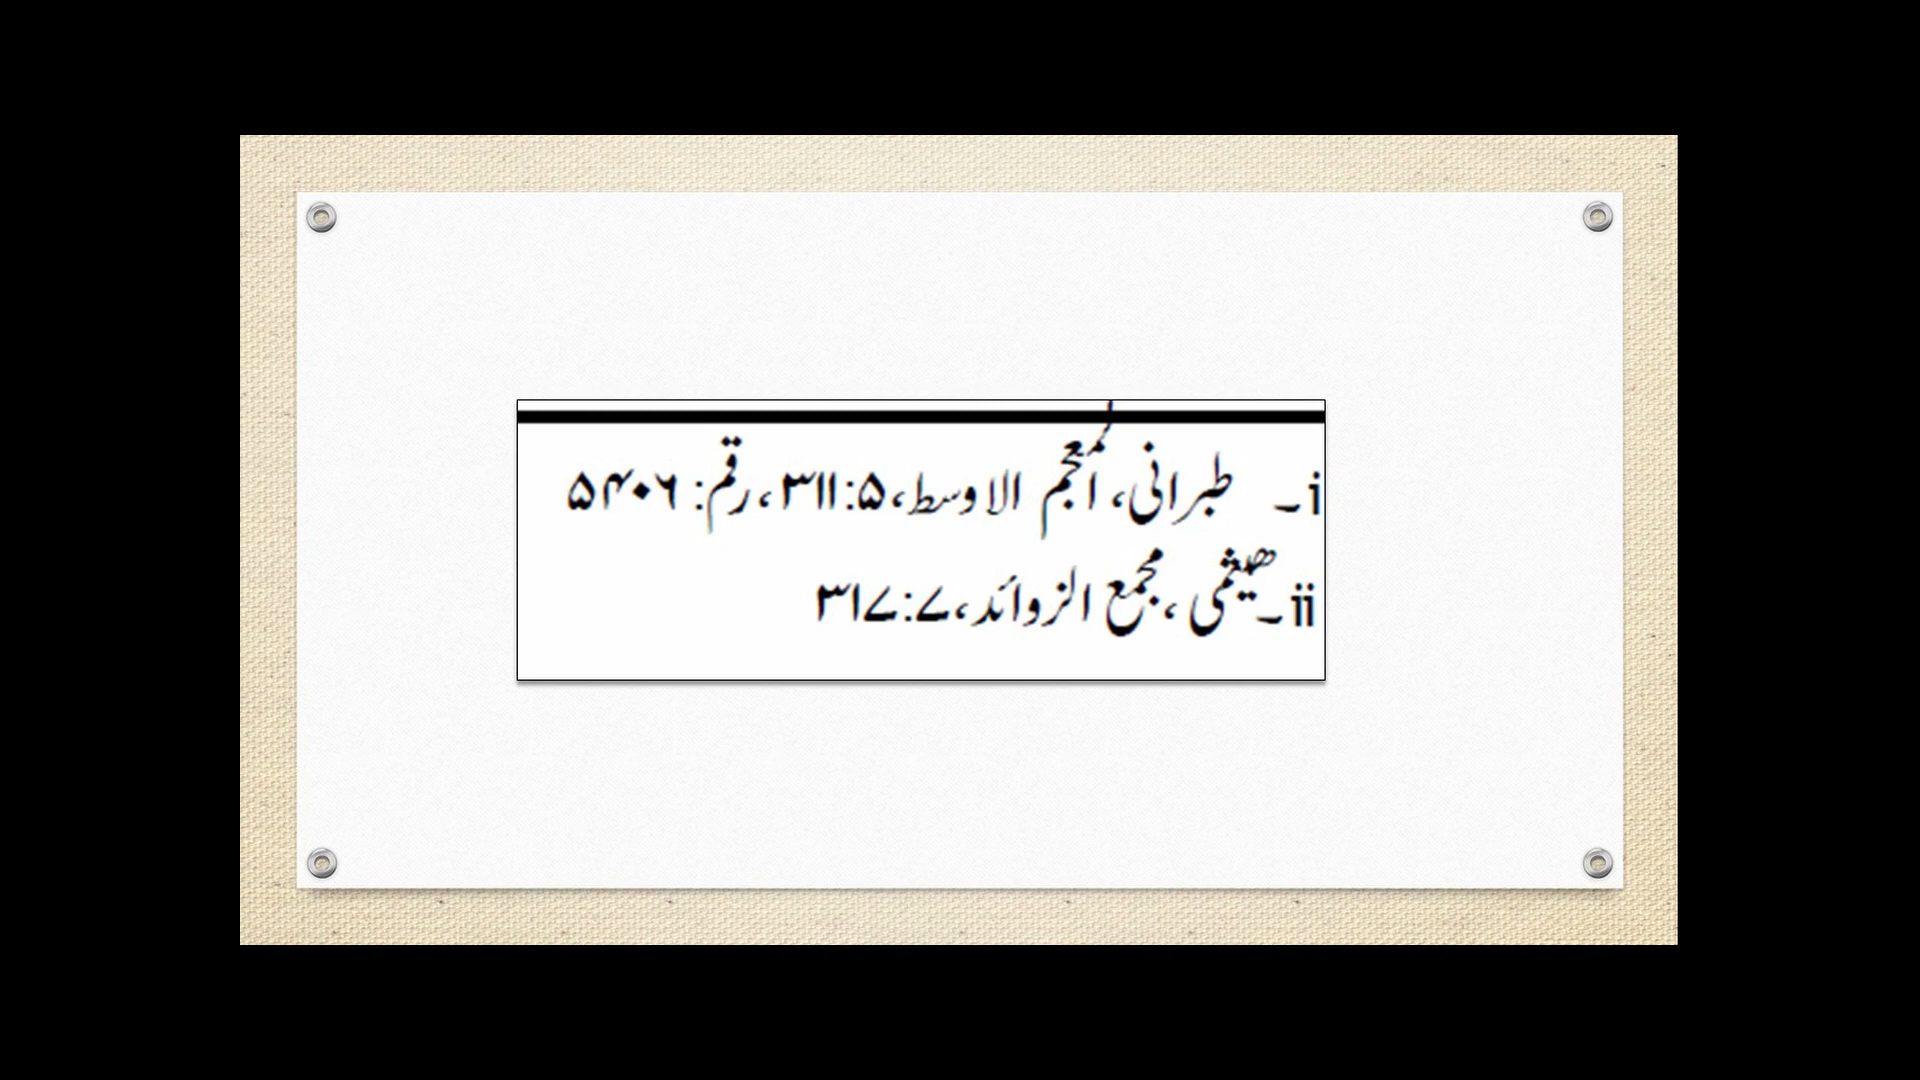 i۔ طبرانی، المعجم الاوسط، ۵:۳۱۱، رقم: ۵۴۰۶
ii۔ ھیثمی، مجمع الزوائد، ۷:۳۱۷